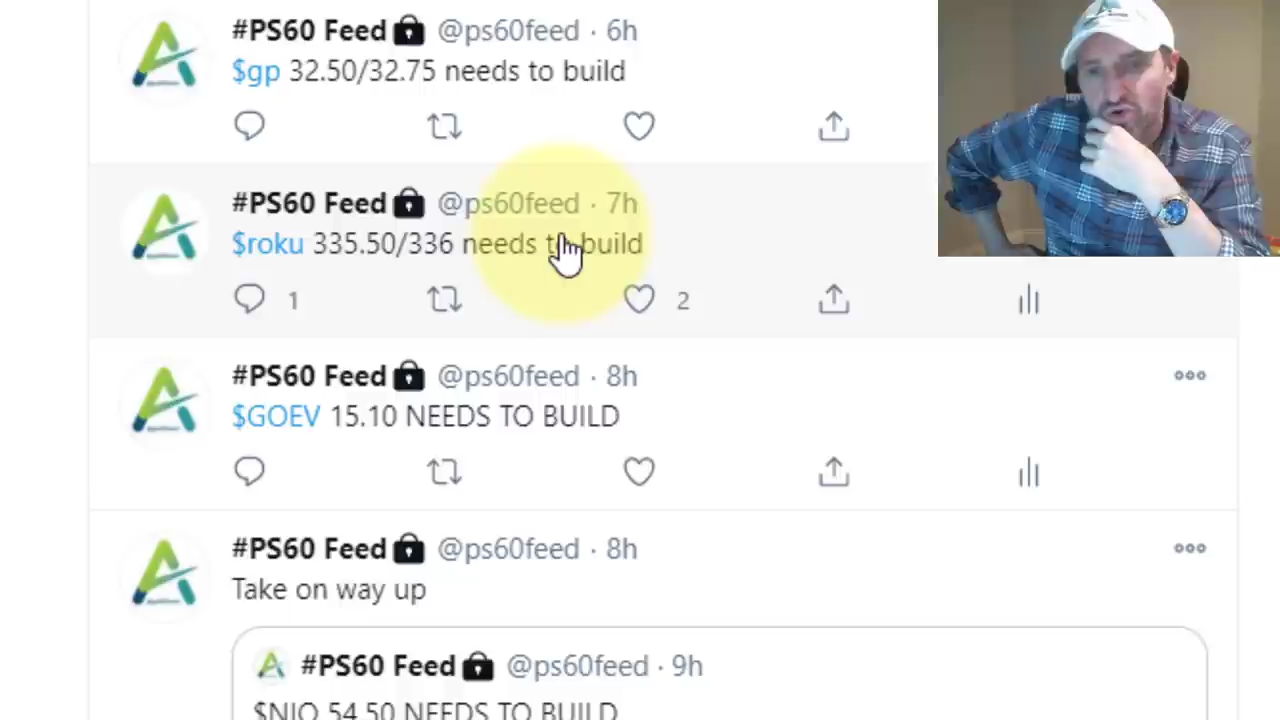 #PS60 Feed @ps60feed · 6h
$gp 32.50/32.75 needs to build
#PS60 Feed @ps60feed · 7h
$roku 335.50/336 needs to build
1 2
#PS60 Feed @ps60feed · 8h
$GOEV 15.10 NEEDS TO BUILD
#PS60 Feed @ps60feed · 8h
Take on way up
#PS60 Feed @ps60feed · 9h
$NIO 54.50 NEEDS TO BUILD